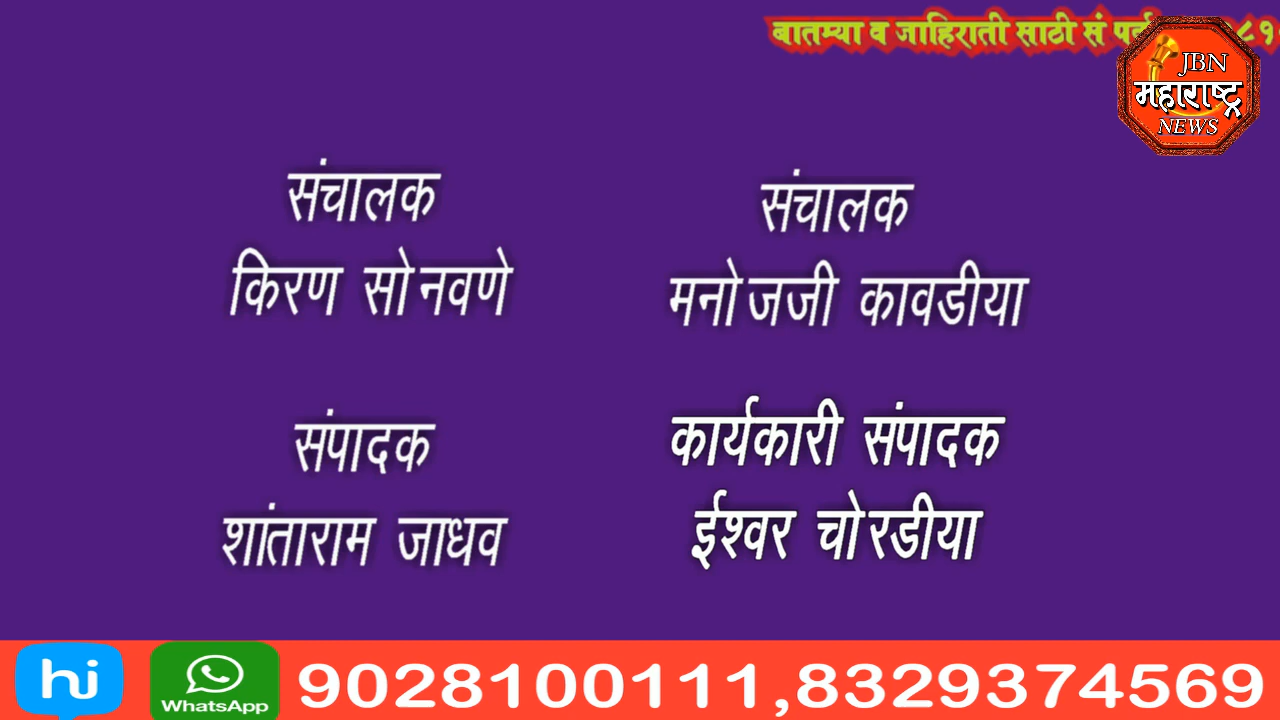 बातम्या व जाहिराती साठी सं
JBN
महाराष्ट्र
NEWS
संचालक
किरण सोनवणे
संचालक
मनोजजी कावडीया
संपादक
शांताराम जाधव
कार्यकारी संपादक
ईश्वर चोरडीया
hi
WhatsApp
9028100111,8329374569